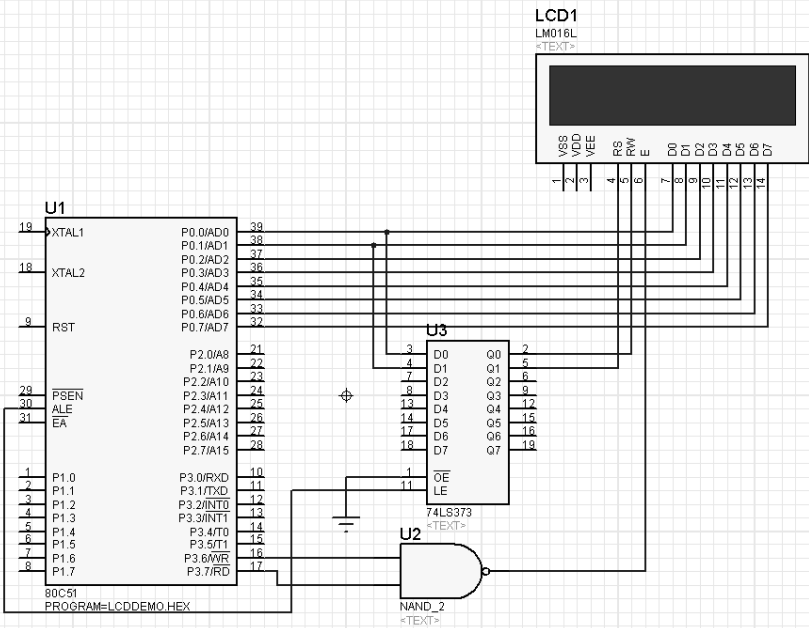 LCD1
LM016L
<TEXT>
VSS VDD VEE RS RW E D0 D1 D2 D3 D4 D5 D6 D7
1 2 3 4 5 6 7 8 9 10 11 12 13 14
U1
19 XTAL1 P0.0/AD0 39
P0.1/AD1 38
P0.2/AD2 37
18 XTAL2 P0.3/AD3 36
P0.4/AD4 35
P0.5/AD5 34
P0.6/AD6 33
9 RST P0.7/AD7 32
P2.0/A8 21
P2.1/A9 22
P2.2/A10 23
29 PSEN P2.3/A11 24
30 ALE P2.4/A12 25
31 EA P2.5/A13 26
P2.6/A14 27
P2.7/A15 28
1 P1.0 P3.0/RXD 10
2 P1.1 P3.1/TXD 11
3 P1.2 P3.2/INT0 12
4 P1.3 P3.3/INT1 13
5 P1.4 P3.4/T0 14
6 P1.5 P3.5/T1 15
7 P1.6 P3.6/WR 16
8 P1.7 P3.7/RD 17
80C51
PROGRAM=LCDDEMO.HEX
U3
3 D0 Q0 2
4 D1 Q1 5
7 D2 Q2 6
8 D3 Q3 9
13 D4 Q4 12
14 D5 Q5 15
17 D6 Q6 16
18 D7 Q7 19
1 OE
11 LE
74LS373
<TEXT>
U2
NAND_2
<TEXT>